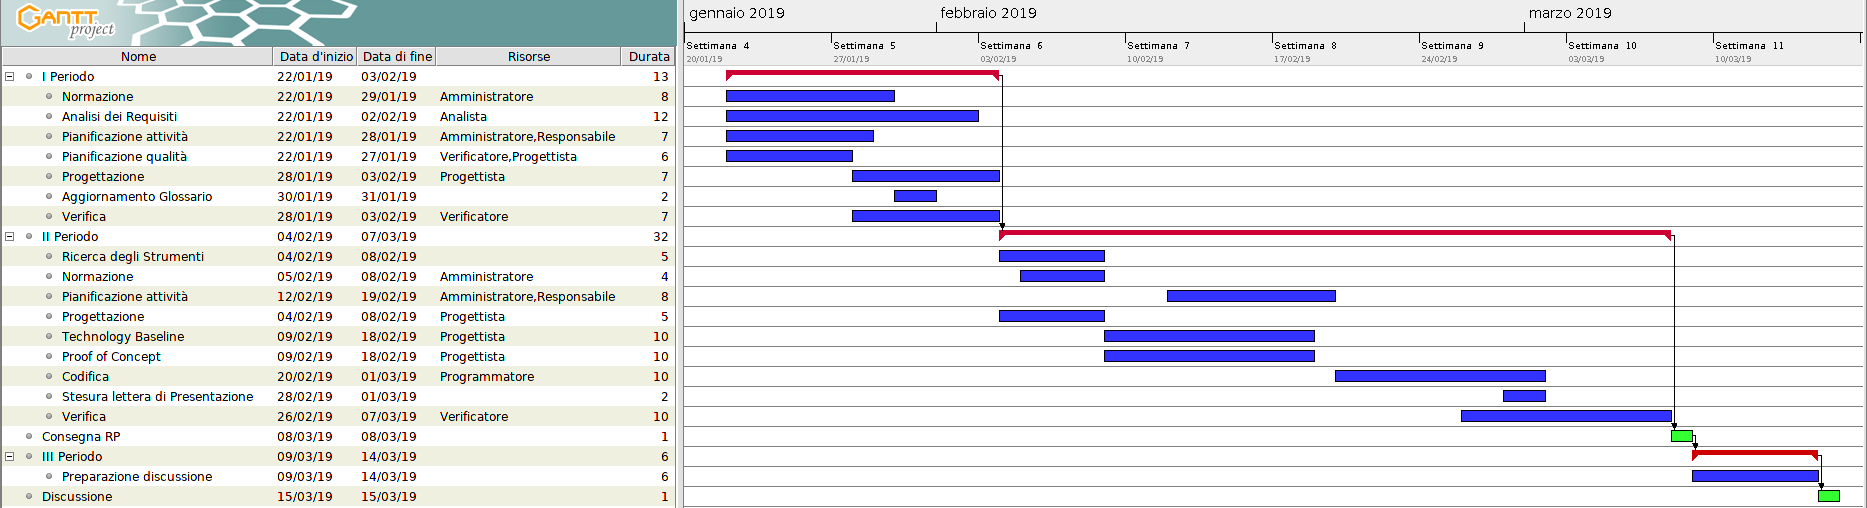 GANTT
project
gennaio 2019 febbraio 2019 marzo 2019
Settimana 4 Settimana 5 Settimana 6 Settimana 7 Settimana 8 Settimana 9 Settimana 10 Settimana 11
20/01/19 27/01/19 03/02/19 10/02/19 17/02/19 24/02/19 03/03/19 10/03/19
Nome Data d'inizio Data di fine Risorse Durata
I Periodo 22/01/19 03/02/19 13
Normazione 22/01/19 29/01/19 Amministratore 8
Analisi dei Requisiti 22/01/19 02/02/19 Analista 12
Pianificazione attività 22/01/19 28/01/19 Amministratore,Responsabile 7
Pianificazione qualità 22/01/19 27/01/19 Verificatore,Progettista 6
Progettazione 28/01/19 03/02/19 Progettista 7
Aggiornamento Glossario 30/01/19 31/01/19 2
Verifica 28/01/19 03/02/19 Verificatore 7
II Periodo 04/02/19 07/03/19 32
Ricerca degli Strumenti 04/02/19 08/02/19 5
Normazione 05/02/19 08/02/19 Amministratore 4
Pianificazione attività 12/02/19 19/02/19 Amministratore,Responsabile 8
Progettazione 04/02/19 08/02/19 Progettista 5
Technology Baseline 09/02/19 18/02/19 Progettista 10
Proof of Concept 09/02/19 18/02/19 Progettista 10
Codifica 20/02/19 01/03/19 Programmatore 10
Stesura lettera di Presentazione 28/02/19 01/03/19 2
Verifica 26/02/19 07/03/19 Verificatore 10
Consegna RP 08/03/19 08/03/19 1
III Periodo 09/03/19 14/03/19 6
Preparazione discussione 09/03/19 14/03/19 6
Discussione 15/03/19 15/03/19 1